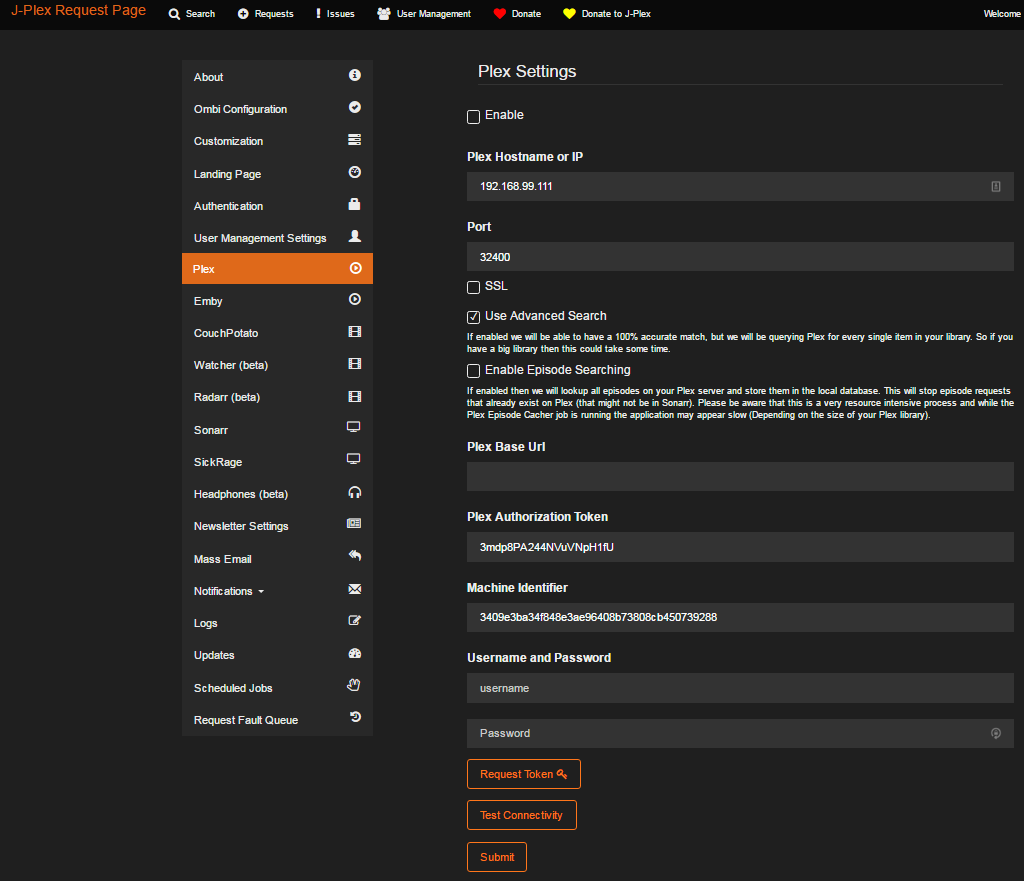 J-Plex Request Page
Search
Requests
Issues
User Management
Donate
Donate to J-Plex
Welcome
About
Ombi Configuration
Customization
Landing Page
Authentication
User Management Settings
Plex
Emby
CouchPotato
Watcher (beta)
Radarr (beta)
Sonarr
SickRage
Headphones (beta)
Newsletter Settings
Mass Email
Notifications
Logs
Updates
Scheduled Jobs
Request Fault Queue
Plex Settings
Enable
Plex Hostname or IP
192.168.99.111
Port
32400
SSL
Use Advanced Search
If enabled we will be able to have a 100% accurate match, but we will be querying Plex for every single item in your library. So if you
have a big library then this could take some time.
Enable Episode Searching
If enabled then we will lookup all episodes on your Plex server and store them in the local database. This will stop episode requests
that already exist on Plex (that might not be in Sonarr). Please be aware that this is a very resource intensive process and while the
Plex Episode Cacher job is running the application may appear slow (Depending on the size of your Plex library).
Plex Base Url
Plex Authorization Token
3mdp8PA244NVuVNpH1fU
Machine Identifier
3409e3ba34f848e3ae96408b73808cb450739288
Username and Password
username
Password
Request Token
Test Connectivity
Submit